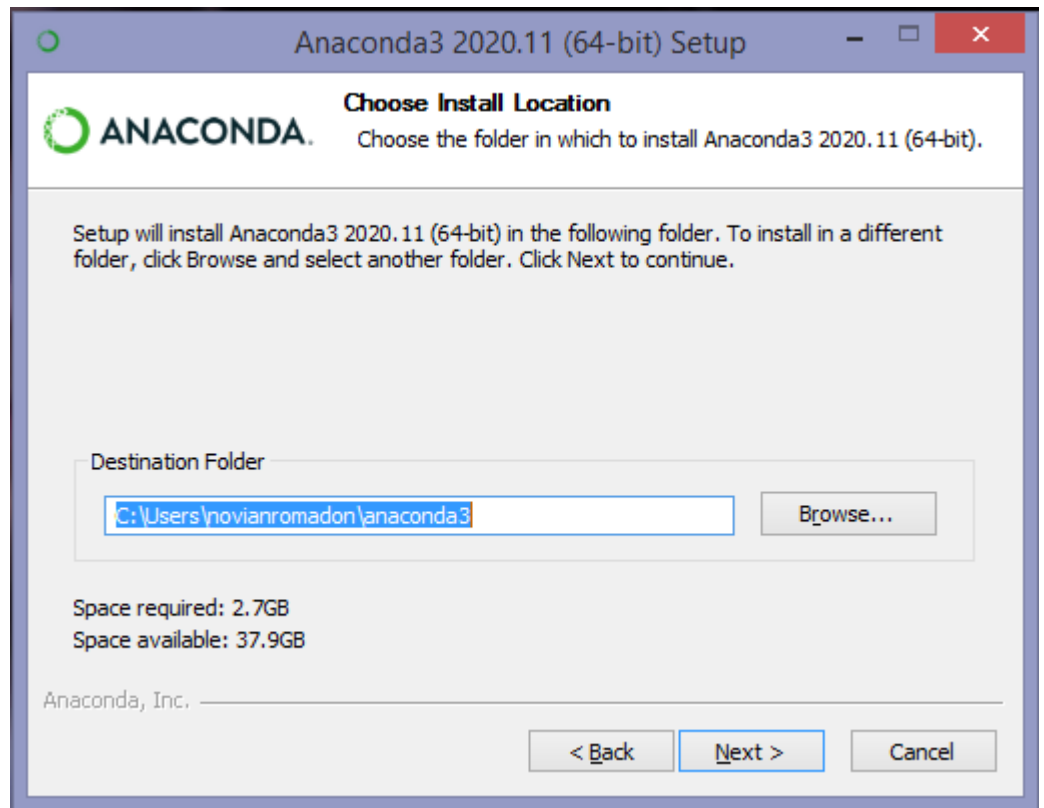 Anaconda3 2020.11 (64-bit) Setup
ANACONDA.
Choose Install Location
Choose the folder in which to install Anaconda3 2020.11 (64-bit).
Setup will install Anaconda3 2020.11 (64-bit) in the following folder. To install in a different
folder, click Browse and select another folder. Click Next to continue.
Destination Folder
C:\Users\novianromadon\anaconda3
Browse...
Space required: 2.7GB
Space available: 37.9GB
Anaconda, Inc.
< Back
Next >
Cancel